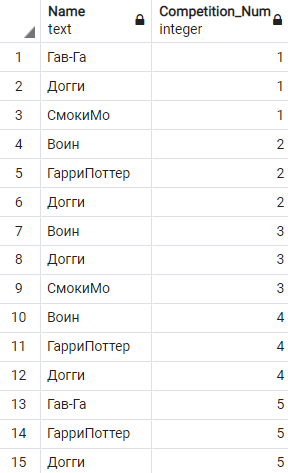 Name Competition_Num
text integer
1 Гав-Га 1
2 Догги 1
3 СмокиМо 1
4 Воин 2
5 ГарриПоттер 2
6 Догги 2
7 Воин 3
8 Догги 3
9 СмокиМо 3
10 Воин 4
11 ГарриПоттер 4
12 Догги 4
13 Гав-Га 5
14 ГарриПоттер 5
15 Догги 5